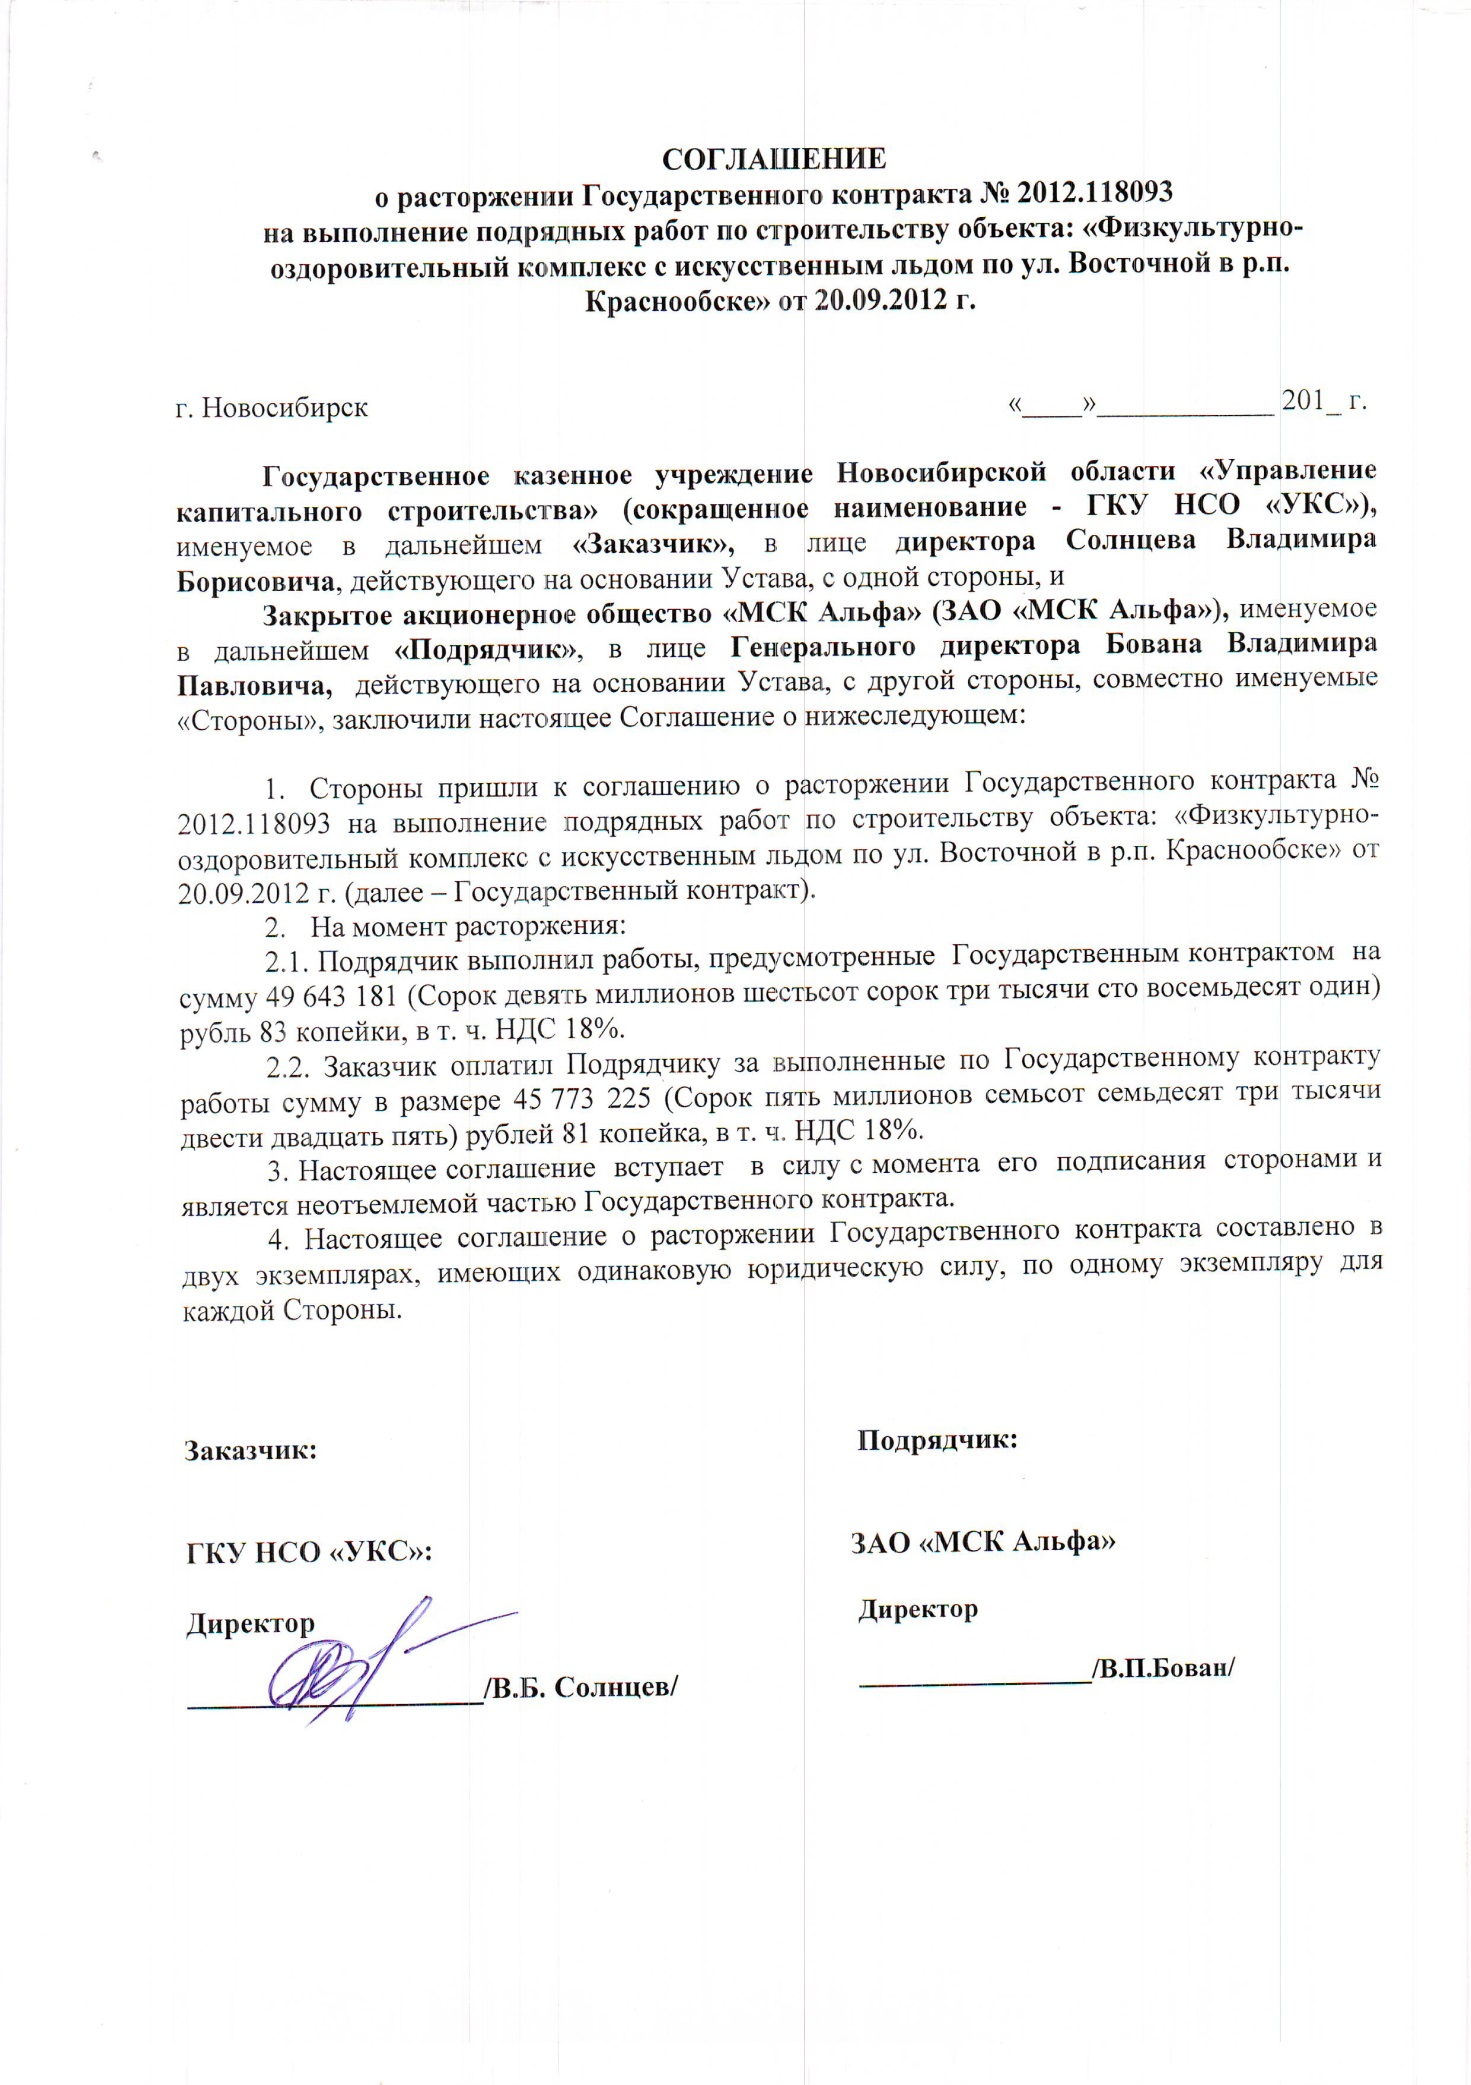 СОГЛАШЕНИЕ
о расторжении Государственного контракта № 2012.118093
на выполнение подрядных работ по строительству объекта: «Физкультурно-
оздоровительный комплекс с искусственным льдом по ул. Восточной в р.п.
Краснообске» от 20.09.2012 г.
г. Новосибирск «____»____________ 201_ г.
Государственное казенное учреждение Новосибирской области «Управление
капитального строительства» (сокращенное наименование - ГКУ НСО «УКС»),
именуемое в дальнейшем «Заказчик», в лице директора Солнцева Владимира
Борисовича, действующего на основании Устава, с одной стороны, и
Закрытое акционерное общество «МСК Альфа» (ЗАО «МСК Альфа»), именуемое
в дальнейшем «Подрядчик», в лице Генерального директора Бована Владимира
Павловича, действующего на основании Устава, с другой стороны, совместно именуемые
«Стороны», заключили настоящее Соглашение о нижеследующем:
1. Стороны пришли к соглашению о расторжении Государственного контракта №
2012.118093 на выполнение подрядных работ по строительству объекта: «Физкультурно-
оздоровительный комплекс с искусственным льдом по ул. Восточной в р.п. Краснообске» от
20.09.2012 г. (далее – Государственный контракт).
2. На момент расторжения:
2.1. Подрядчик выполнил работы, предусмотренные Государственным контрактом на
сумму 49 643 181 (Сорок девять миллионов шестьсот сорок три тысячи сто восемьдесят один)
рубль 83 копейки, в т. ч. НДС 18%.
2.2. Заказчик оплатил Подрядчику за выполненные по Государственному контракту
работы сумму в размере 45 773 225 (Сорок пять миллионов семьсот семьдесят три тысячи
двести двадцать пять) рублей 81 копейка, в т. ч. НДС 18%.
3. Настоящее соглашение вступает в силу с момента его подписания сторонами и
является неотъемлемой частью Государственного контракта.
4. Настоящее соглашение о расторжении Государственного контракта составлено в
двух экземплярах, имеющих одинаковую юридическую силу, по одному экземпляру для
каждой Стороны.
Заказчик: Подрядчик:
ГКУ НСО «УКС»: ЗАО «МСК Альфа»
Директор Директор
____________________/В.Б. Солнцев/ ________________/В.П.Бован/